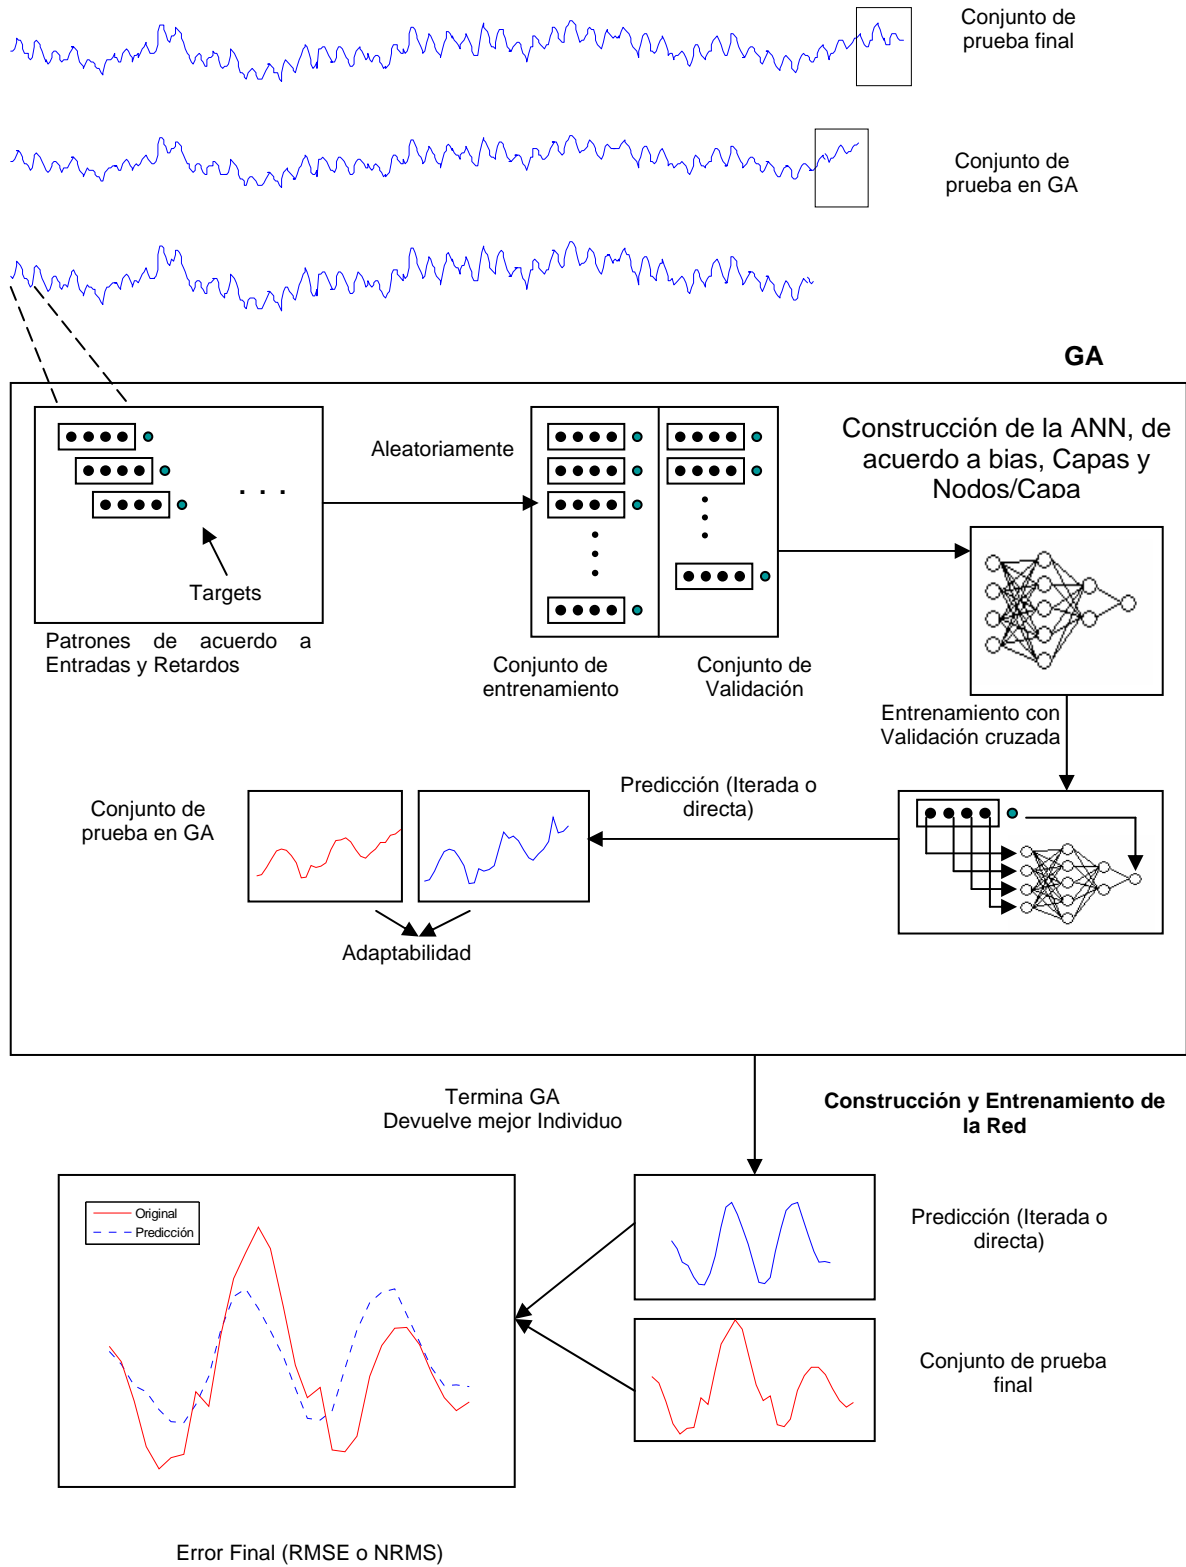 Conjunto de
prueba final
Conjunto de
prueba en GA
GA
Aleatoriamente
Construcción de la ANN, de
acuerdo a bias, Capas y
Nodos/Capa
. . .
Targets
Patrones de acuerdo a
Entradas y Retardos
Conjunto de
entrenamiento
Conjunto de
Validación
Entrenamiento con
Validación cruzada
Predicción (Iterada o
directa)
Conjunto de
prueba en GA
Adaptabilidad
Termina GA
Devuelve mejor Individuo
Construcción y Entrenamiento de
la Red
Original
Predicción
Predicción (Iterada o
directa)
Conjunto de prueba
final
Error Final (RMSE o NRMS)